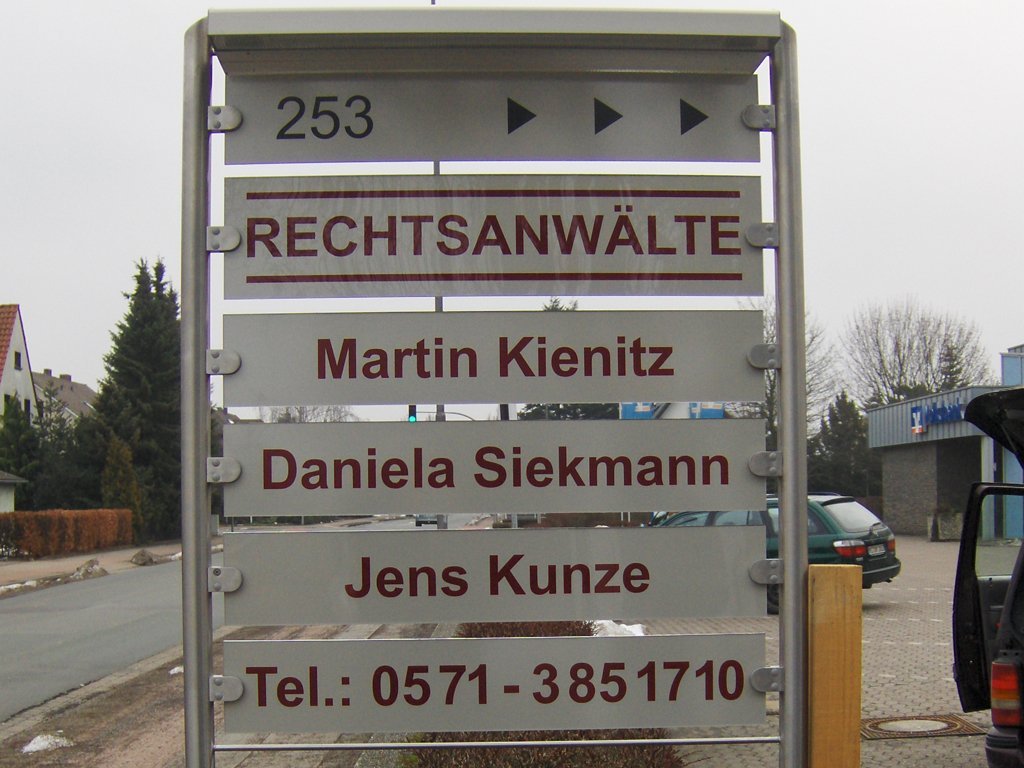 253 ▶ ▶ ▶
RECHTSANWÄLTE
Martin Kienitz
Daniela Siekmann
Jens Kunze
Tel.: 0571 - 3851710